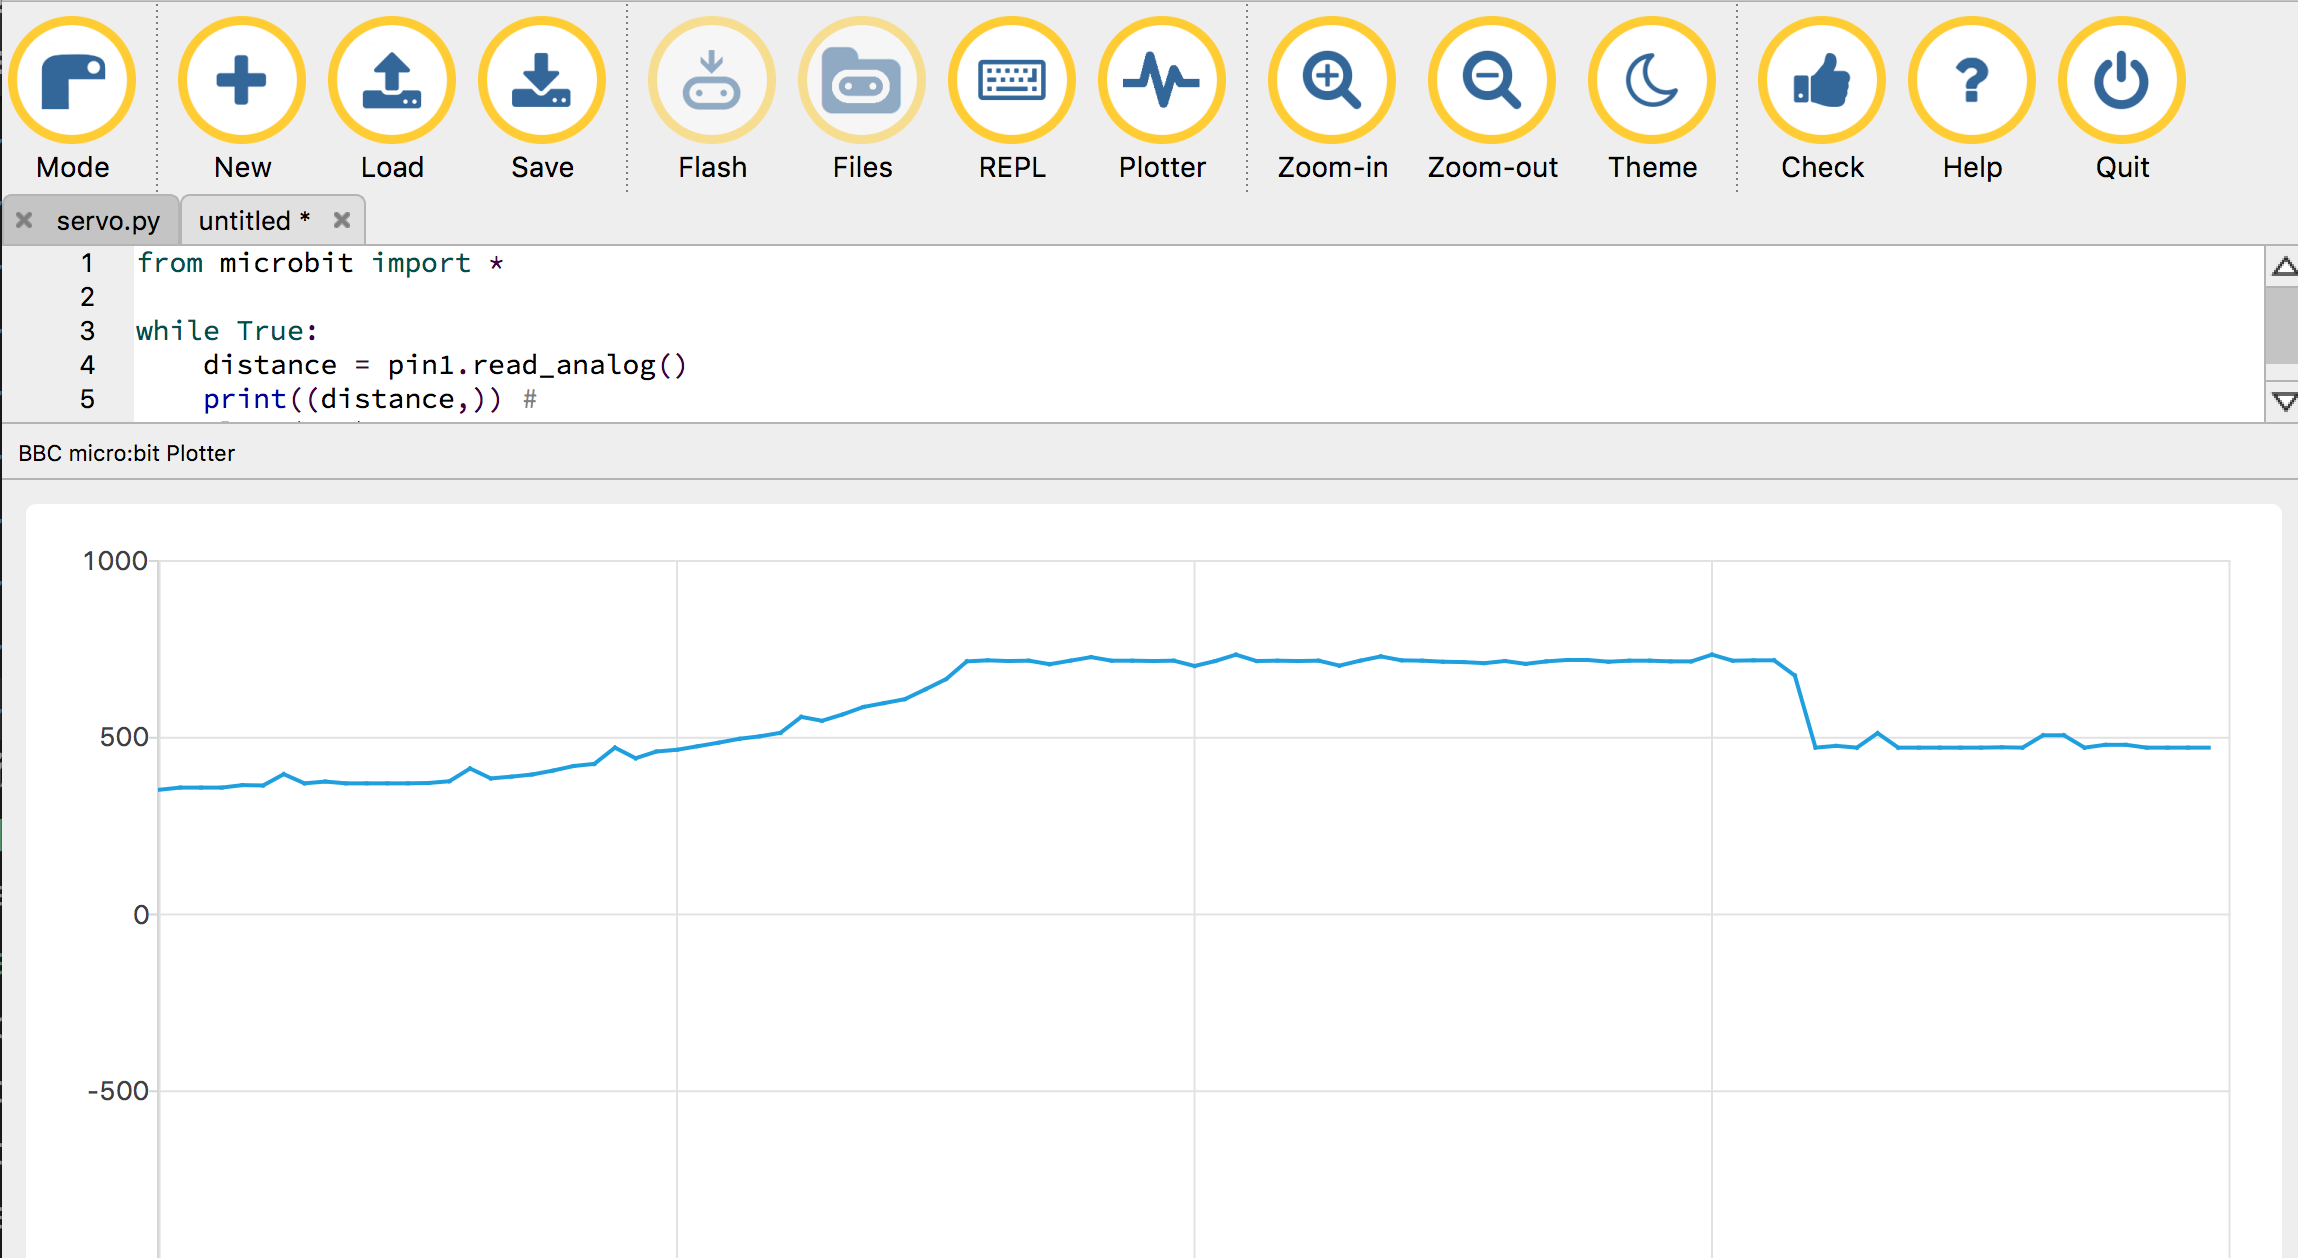 Mode New Load Save Flash Files REPL Plotter Zoom-in Zoom-out Theme Check Help Quit
servo.py untitled *
1 from microbit import *
2
3 while True:
4 distance = pin1.read_analog()
5 print((distance,)) #
BBC micro:bit Plotter
1000
500
0
-500